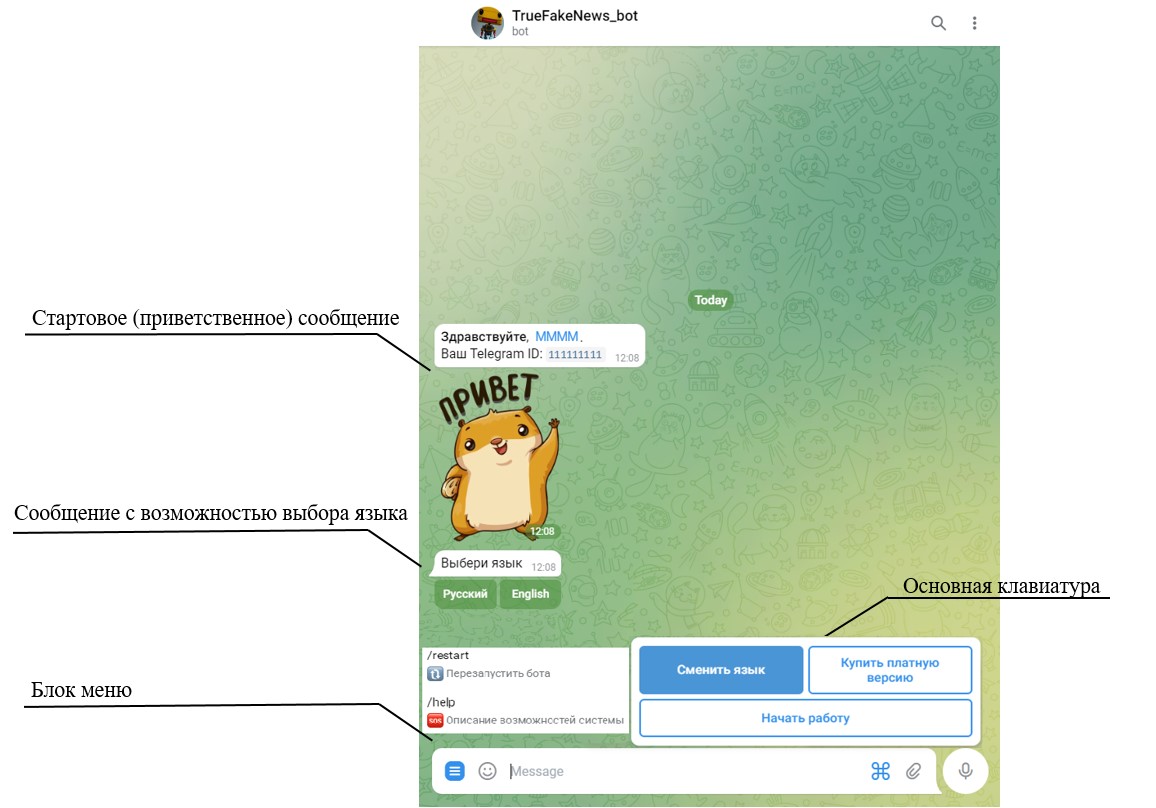 TrueFakeNews_bot
bot
Today
Стартовое (приветственное) сообщение
Здравствуйте, MMMM.
Ваш Telegram ID: 111111111 12:08
ПРИВЕТ
12:08
Сообщение с возможностью выбора языка
Выбери язык 12:08
Русский English
Основная клавиатура
/restart
Перезапустить бота
/help
SOS Описание возможностей системы
Сменить язык
Купить платную
версию
Начать работу
Блок меню
Message